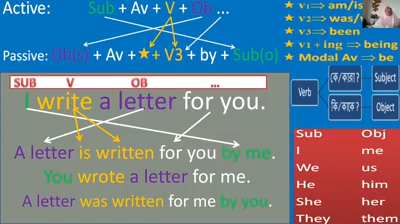 Active: Sub + Av + V + Ob ...
Passive: Ob(s) + Av + ★ + V3 + by + Sub(o)
★ v1⇒ am/is
★ v2⇒ was/
★ v3⇒ been
★ V1 + ing ⇒ being
★ Modal Av ⇒ be
SUB V OB ...
I write a letter for you.
A letter is written for you by me.
You wrote a letter for me.
A letter was written for me by you.
Verb
কে/কারা? Subject
কি/কাকে? Object
Sub Obj
I me
We us
He him
She her
They them